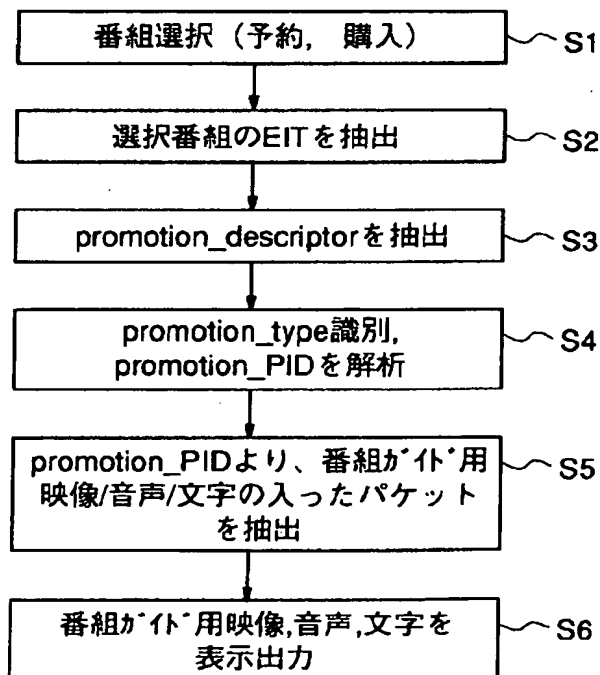 番組選択（予約， 購入） S1
選択番組のEITを抽出 S2
promotion_descriptorを抽出 S3
promotion_type識別,
promotion_PIDを解析 S4
promotion_PIDより、番組ｶﾞｲﾄﾞ用
映像/音声/文字の入ったパケット
を抽出 S5
番組ｶﾞｲﾄﾞ用映像,音声,文字を
表示出力 S6